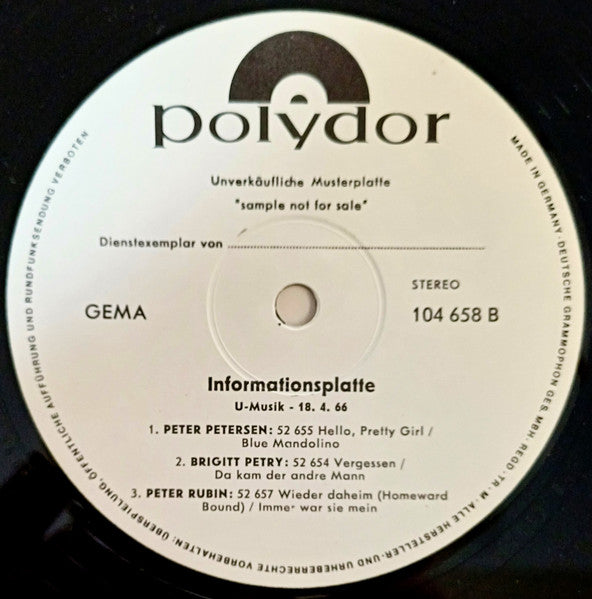 polydor
Unverkäufliche Musterplatte
"sample not for sale"
Dienstexemplar von
STEREO
GEMA
104 658 B
Informationsplatte
U-Musik - 18. 4. 66
1. PETER PETERSEN: 52 655 Hello, Pretty Girl /
Blue Mandolino
2. BRIGITT PETRY: 52 654 Vergessen /
Da kam der andre Mann
3. PETER RUBIN: 52 657 Wieder daheim (Homeward
Bound) / Immer war sie mein
MADE IN GERMANY · DEUTSCHE GRAMMOPHON GES MBH · REGD · TR · M · ALLE HERSTELLER- UND URHEBERRECHTE VORBEHALTEN: ÜBERSPIELUNG, ÖFFENTLICHE AUFFÜHRUNG UND RUNDFUNKSENDUNG VERBOTEN